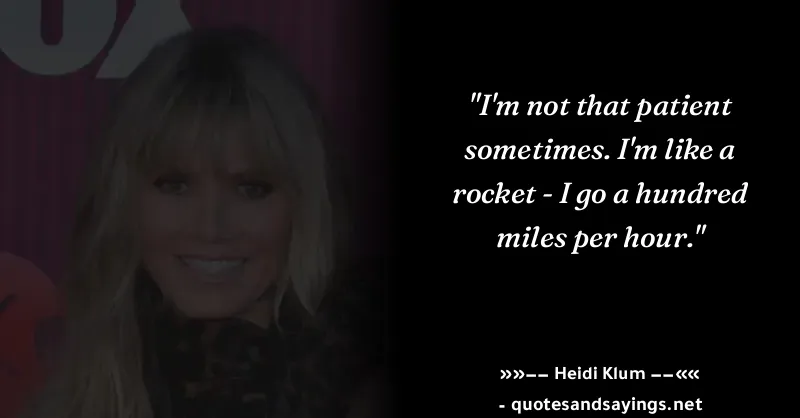 "I'm not that patient
sometimes. I'm like a
rocket - I go a hundred
miles per hour."
»»−− Heidi Klum −−««
- quotesandsayings.net